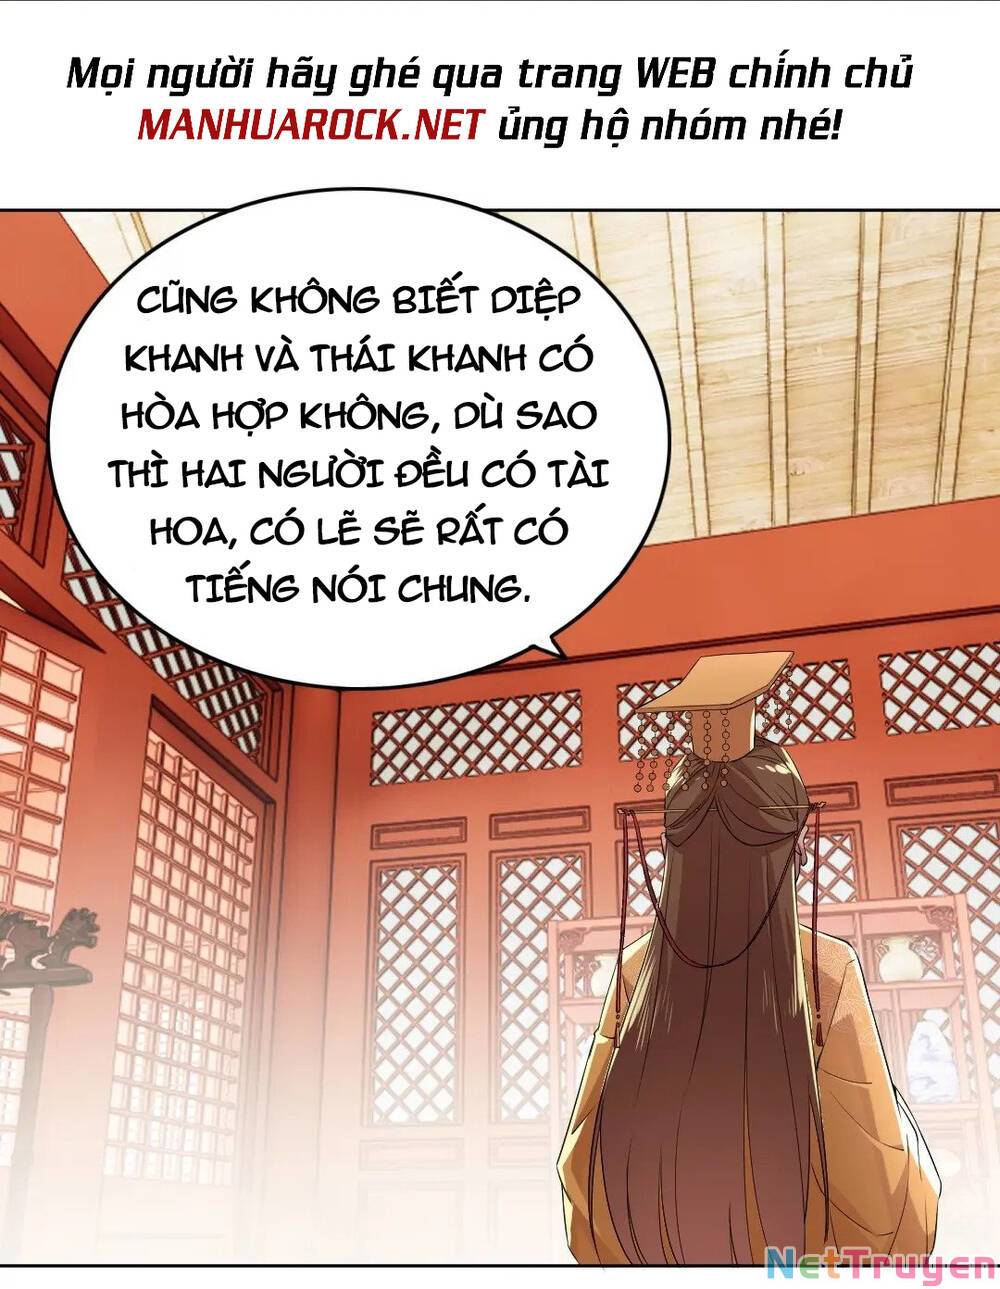 Mọi người hãy ghé qua trang WEB chính chủ
MANHUAROCK.NET ủng hộ nhóm nhé!
CŨNG KHÔNG BIẾT DIỆP
KHANH VÀ THÁI KHANH CÓ
HÒA HỢP KHÔNG, DÙ SAO
THÌ HAI NGƯỜI ĐỀU CÓ TÀI
HOA, CÓ LẼ SẼ RẤT CÓ
TIẾNG NÓI CHUNG.
NetTruyen